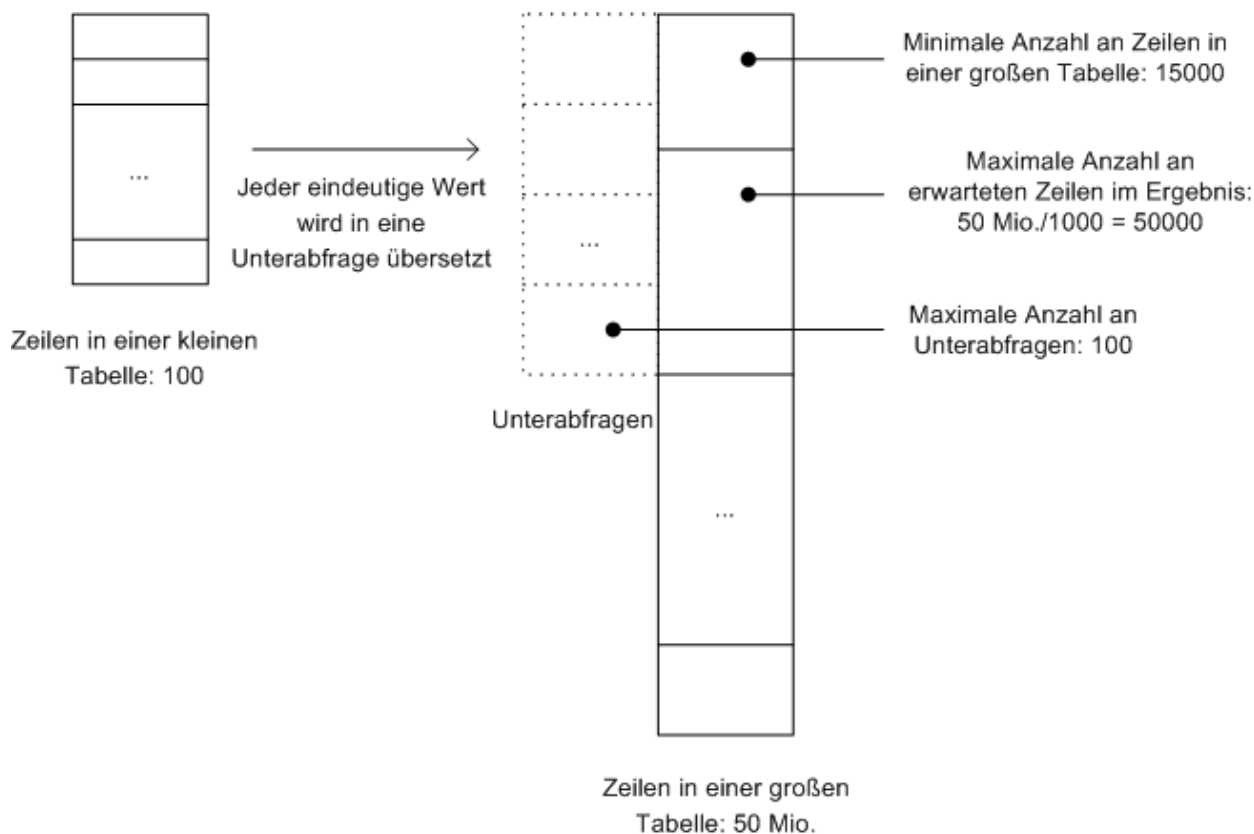 ...
Zeilen in einer kleinen
Tabelle: 100
Jeder eindeutige Wert
wird in eine
Unterabfrage übersetzt
...
Unterabfragen
Minimale Anzahl an Zeilen in
einer großen Tabelle: 15000
Maximale Anzahl an
erwarteten Zeilen im Ergebnis:
50 Mio./1000 = 50000
Maximale Anzahl an
Unterabfragen: 100
...
Zeilen in einer großen
Tabelle: 50 Mio.